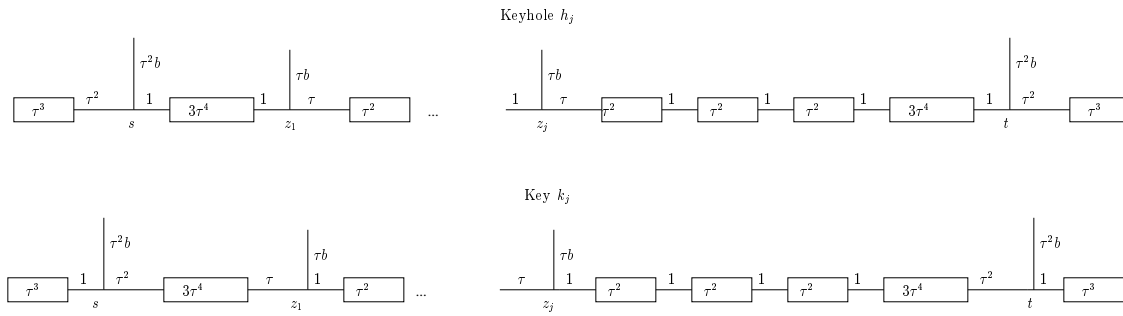 Keyhole h_j
τ²b τb τb τ²b
τ³ τ² 1 3τ⁴ 1 τ τ² ... 1 τ τ² 1 τ² 1 τ² 1 3τ⁴ 1 τ² τ³
s z₁ z_j t
Key k_j
τ²b τb τb τ²b
τ³ 1 τ² 3τ⁴ τ 1 τ² ... τ 1 τ² 1 τ² 1 τ² 1 3τ⁴ τ² 1 τ³
s z₁ z_j t